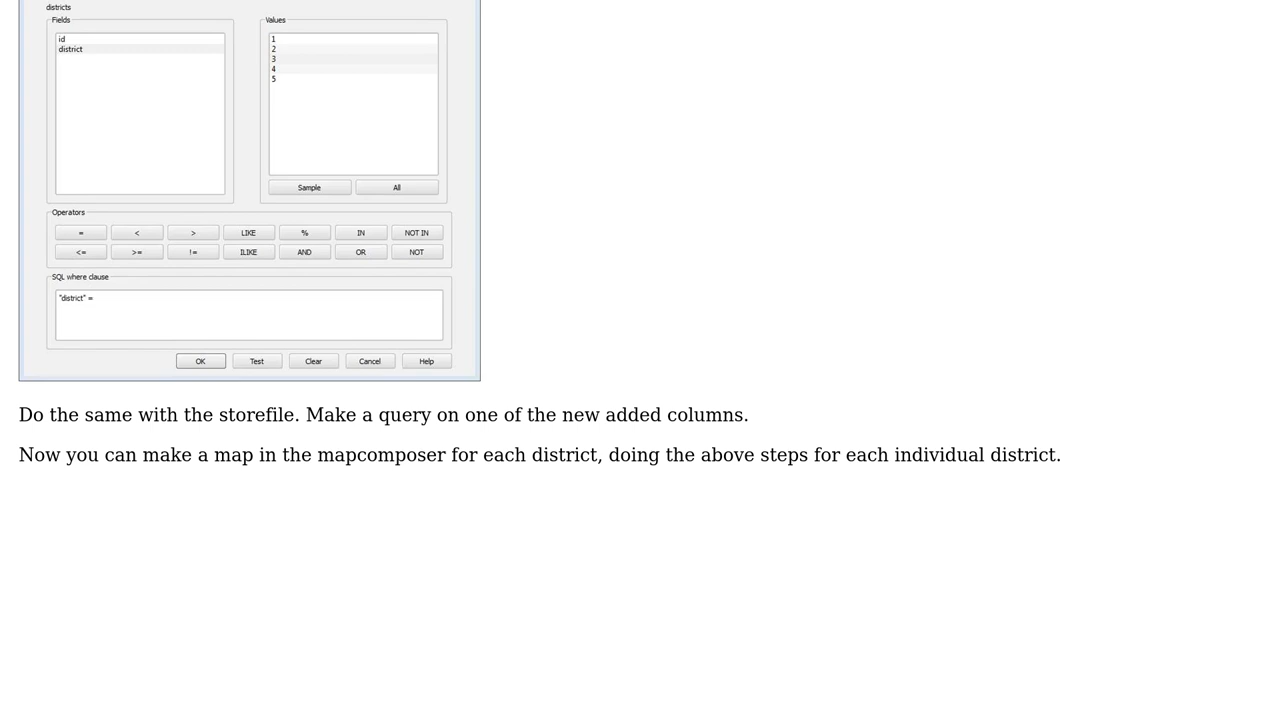 districts
Fields
Values
id
district
1
2
3
4
5
Sample
All
Operators
=
<
>
LIKE
%
IN
NOT IN
<=
>=
!=
ILIKE
AND
OR
NOT
SQL where clause
"district" =
OK
Test
Clear
Cancel
Help
Do the same with the storefile. Make a query on one of the new added columns.
Now you can make a map in the mapcomposer for each district, doing the above steps for each individual district.